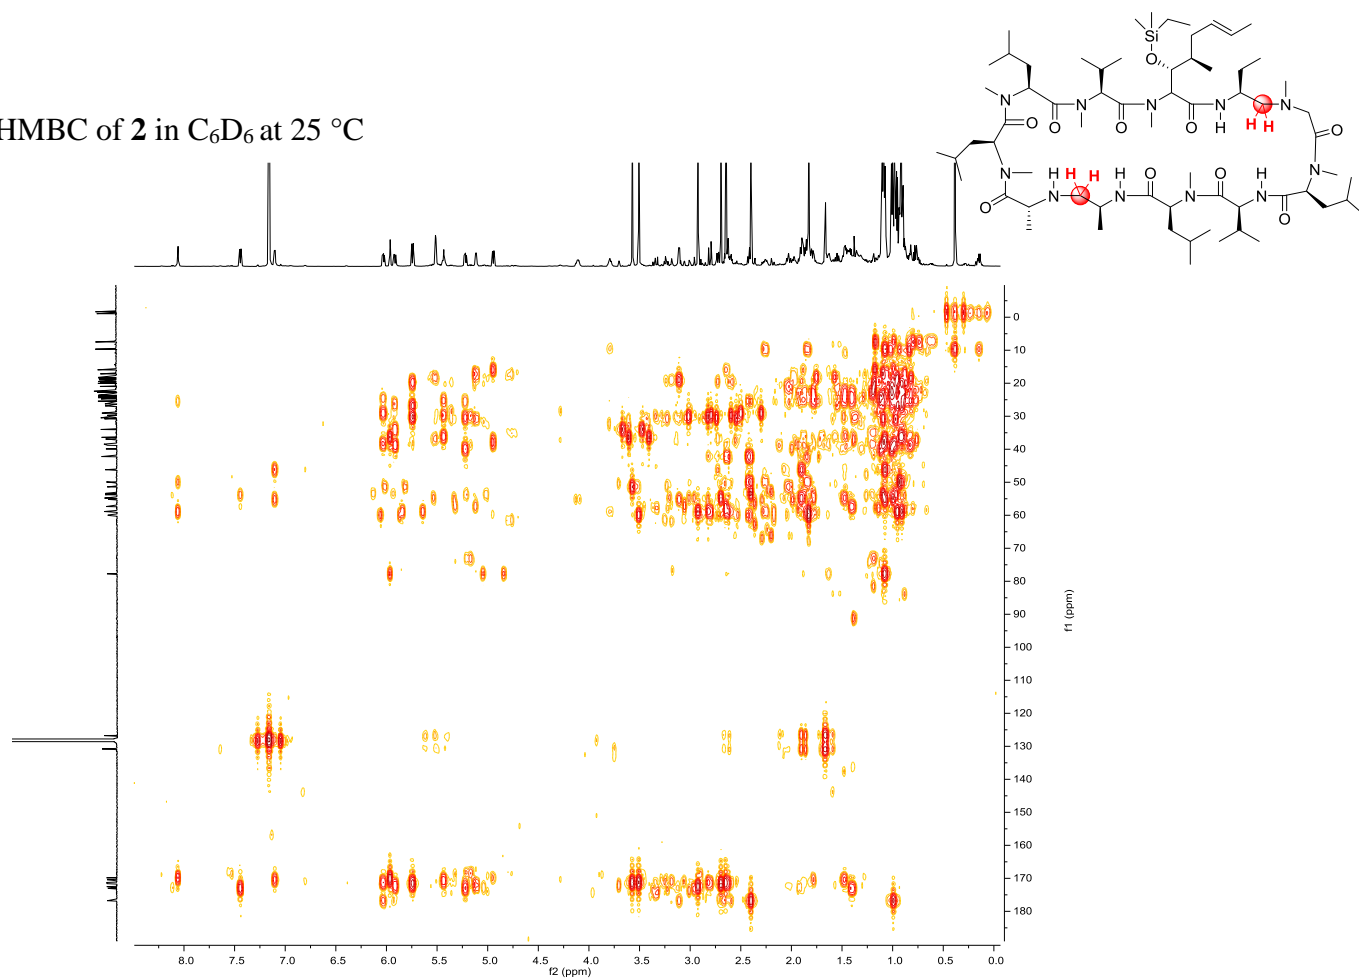 HMBC of 2 in C₆D₆ at 25 °C
Si
O
N N N N N
O O O O H H H O
N H H H H O O H N
N N N N
O O O
0
10
20
30
40
50
60
70
80
90
100
110
120
130
140
150
160
170
180
f1 (ppm)
8.0 7.5 7.0 6.5 6.0 5.5 5.0 4.5 4.0 3.5 3.0 2.5 2.0 1.5 1.0 0.5 0.0
f2 (ppm)